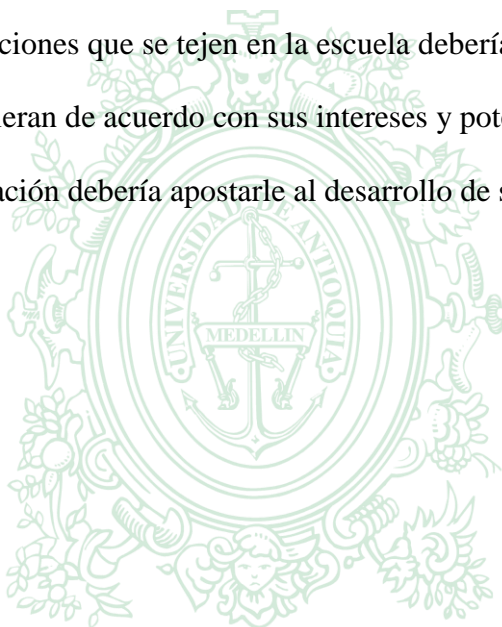 ciones que se tejen en la escuela debería
eran de acuerdo con sus intereses y pot
ación debería apostarle al desarrollo de
UNIVERSIDAD DE ANTIOQUIA
MEDELLIN